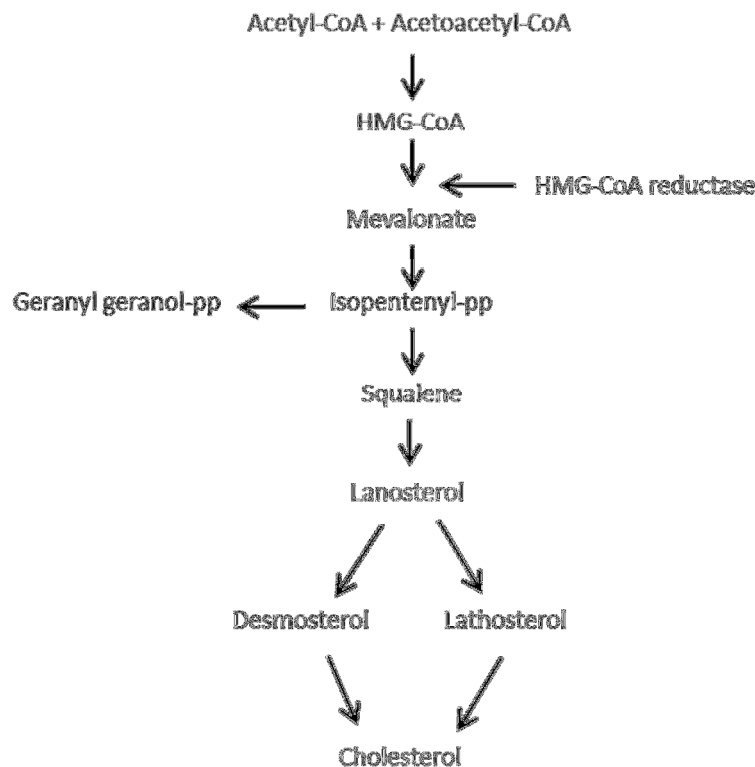 Acetyl-CoA + Acetoacetyl-CoA
HMG-CoA
HMG-CoA reductase
Mevalonate
Geranyl geranol-pp
Isopentenyl-pp
Squalene
Lanosterol
Desmosterol
Lathosterol
Cholesterol